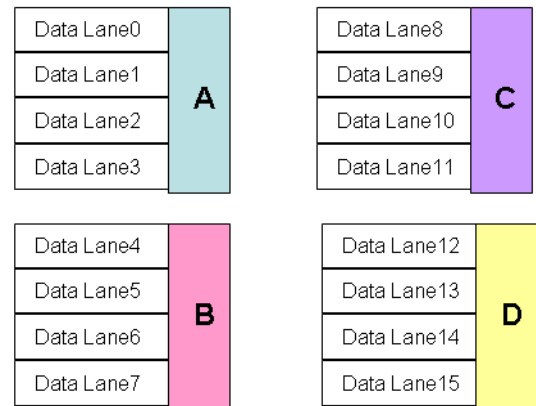 Data Lane0
Data Lane1
Data Lane2
Data Lane3
A
Data Lane4
Data Lane5
Data Lane6
Data Lane7
B
Data Lane8
Data Lane9
Data Lane10
Data Lane11
C
Data Lane12
Data Lane13
Data Lane14
Data Lane15
D